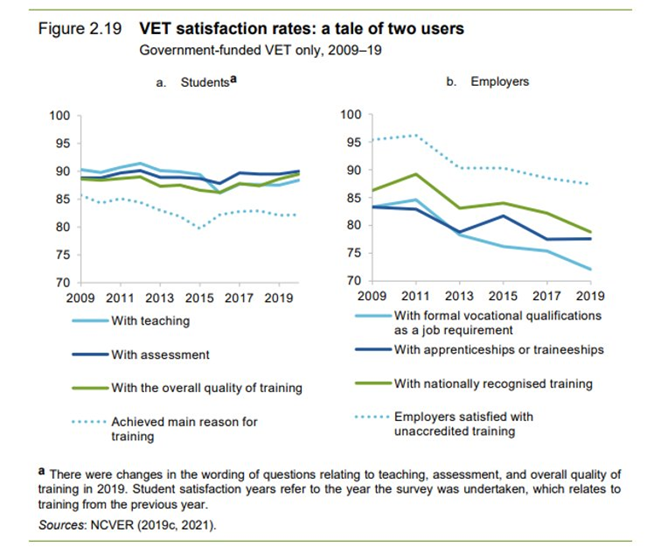 Figure 2.19 VET satisfaction rates: a tale of two users
Government-funded VET only, 2009–19
a. Studentsᵃ
100
95
90
85
80
75
70
2009 2011 2013 2015 2017 2019
With teaching
With assessment
With the overall quality of training
Achieved main reason for
training
b. Employers
100
95
90
85
80
75
70
2009 2011 2013 2015 2017 2019
With formal vocational qualifications
as a job requirement
With apprenticeships or traineeships
With nationally recognised training
Employers satisfied with
unaccredited training
ᵃ There were changes in the wording of questions relating to teaching, assessment, and overall quality of
training in 2019. Student satisfaction years refer to the year the survey was undertaken, which relates to
training from the previous year.
Sources: NCVER (2019c, 2021).